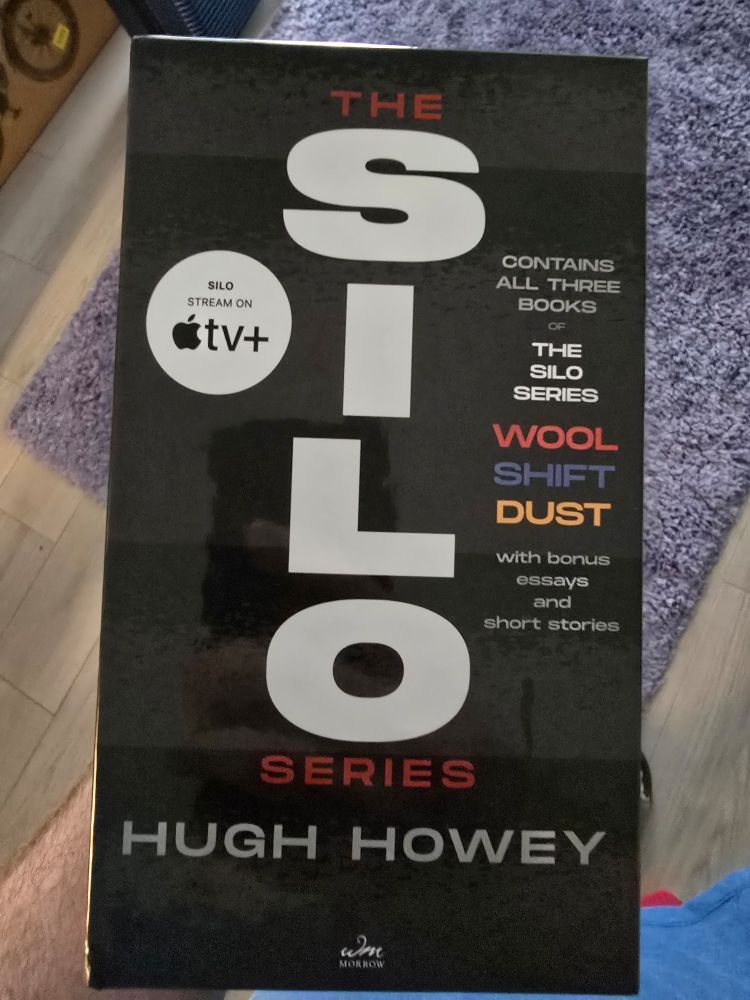 THE
SILO
SERIES
SILO
STREAM ON
tv+
CONTAINS
ALL THREE
BOOKS
OF
THE
SILO
SERIES
WOOL
SHIFT
DUST
with bonus
essays
and
short stories
HUGH HOWEY
wm
MORROW